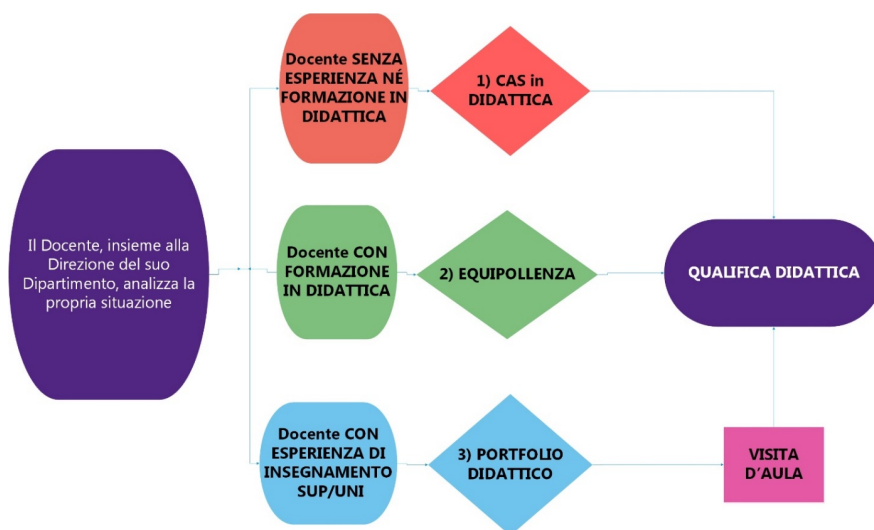 Il Docente, insieme alla
Direzione del suo
Dipartimento, analizza la
propria situazione
Docente SENZA
ESPERIENZA NÉ
FORMAZIONE IN
DIDATTICA
1) CAS in
DIDATTICA
Docente CON
FORMAZIONE
IN DIDATTICA
2) EQUIPOLLENZA
QUALIFICA DIDATTICA
Docente CON
ESPERIENZA DI
INSEGNAMENTO
SUP/UNI
3) PORTFOLIO
DIDATTICO
VISITA
D'AULA